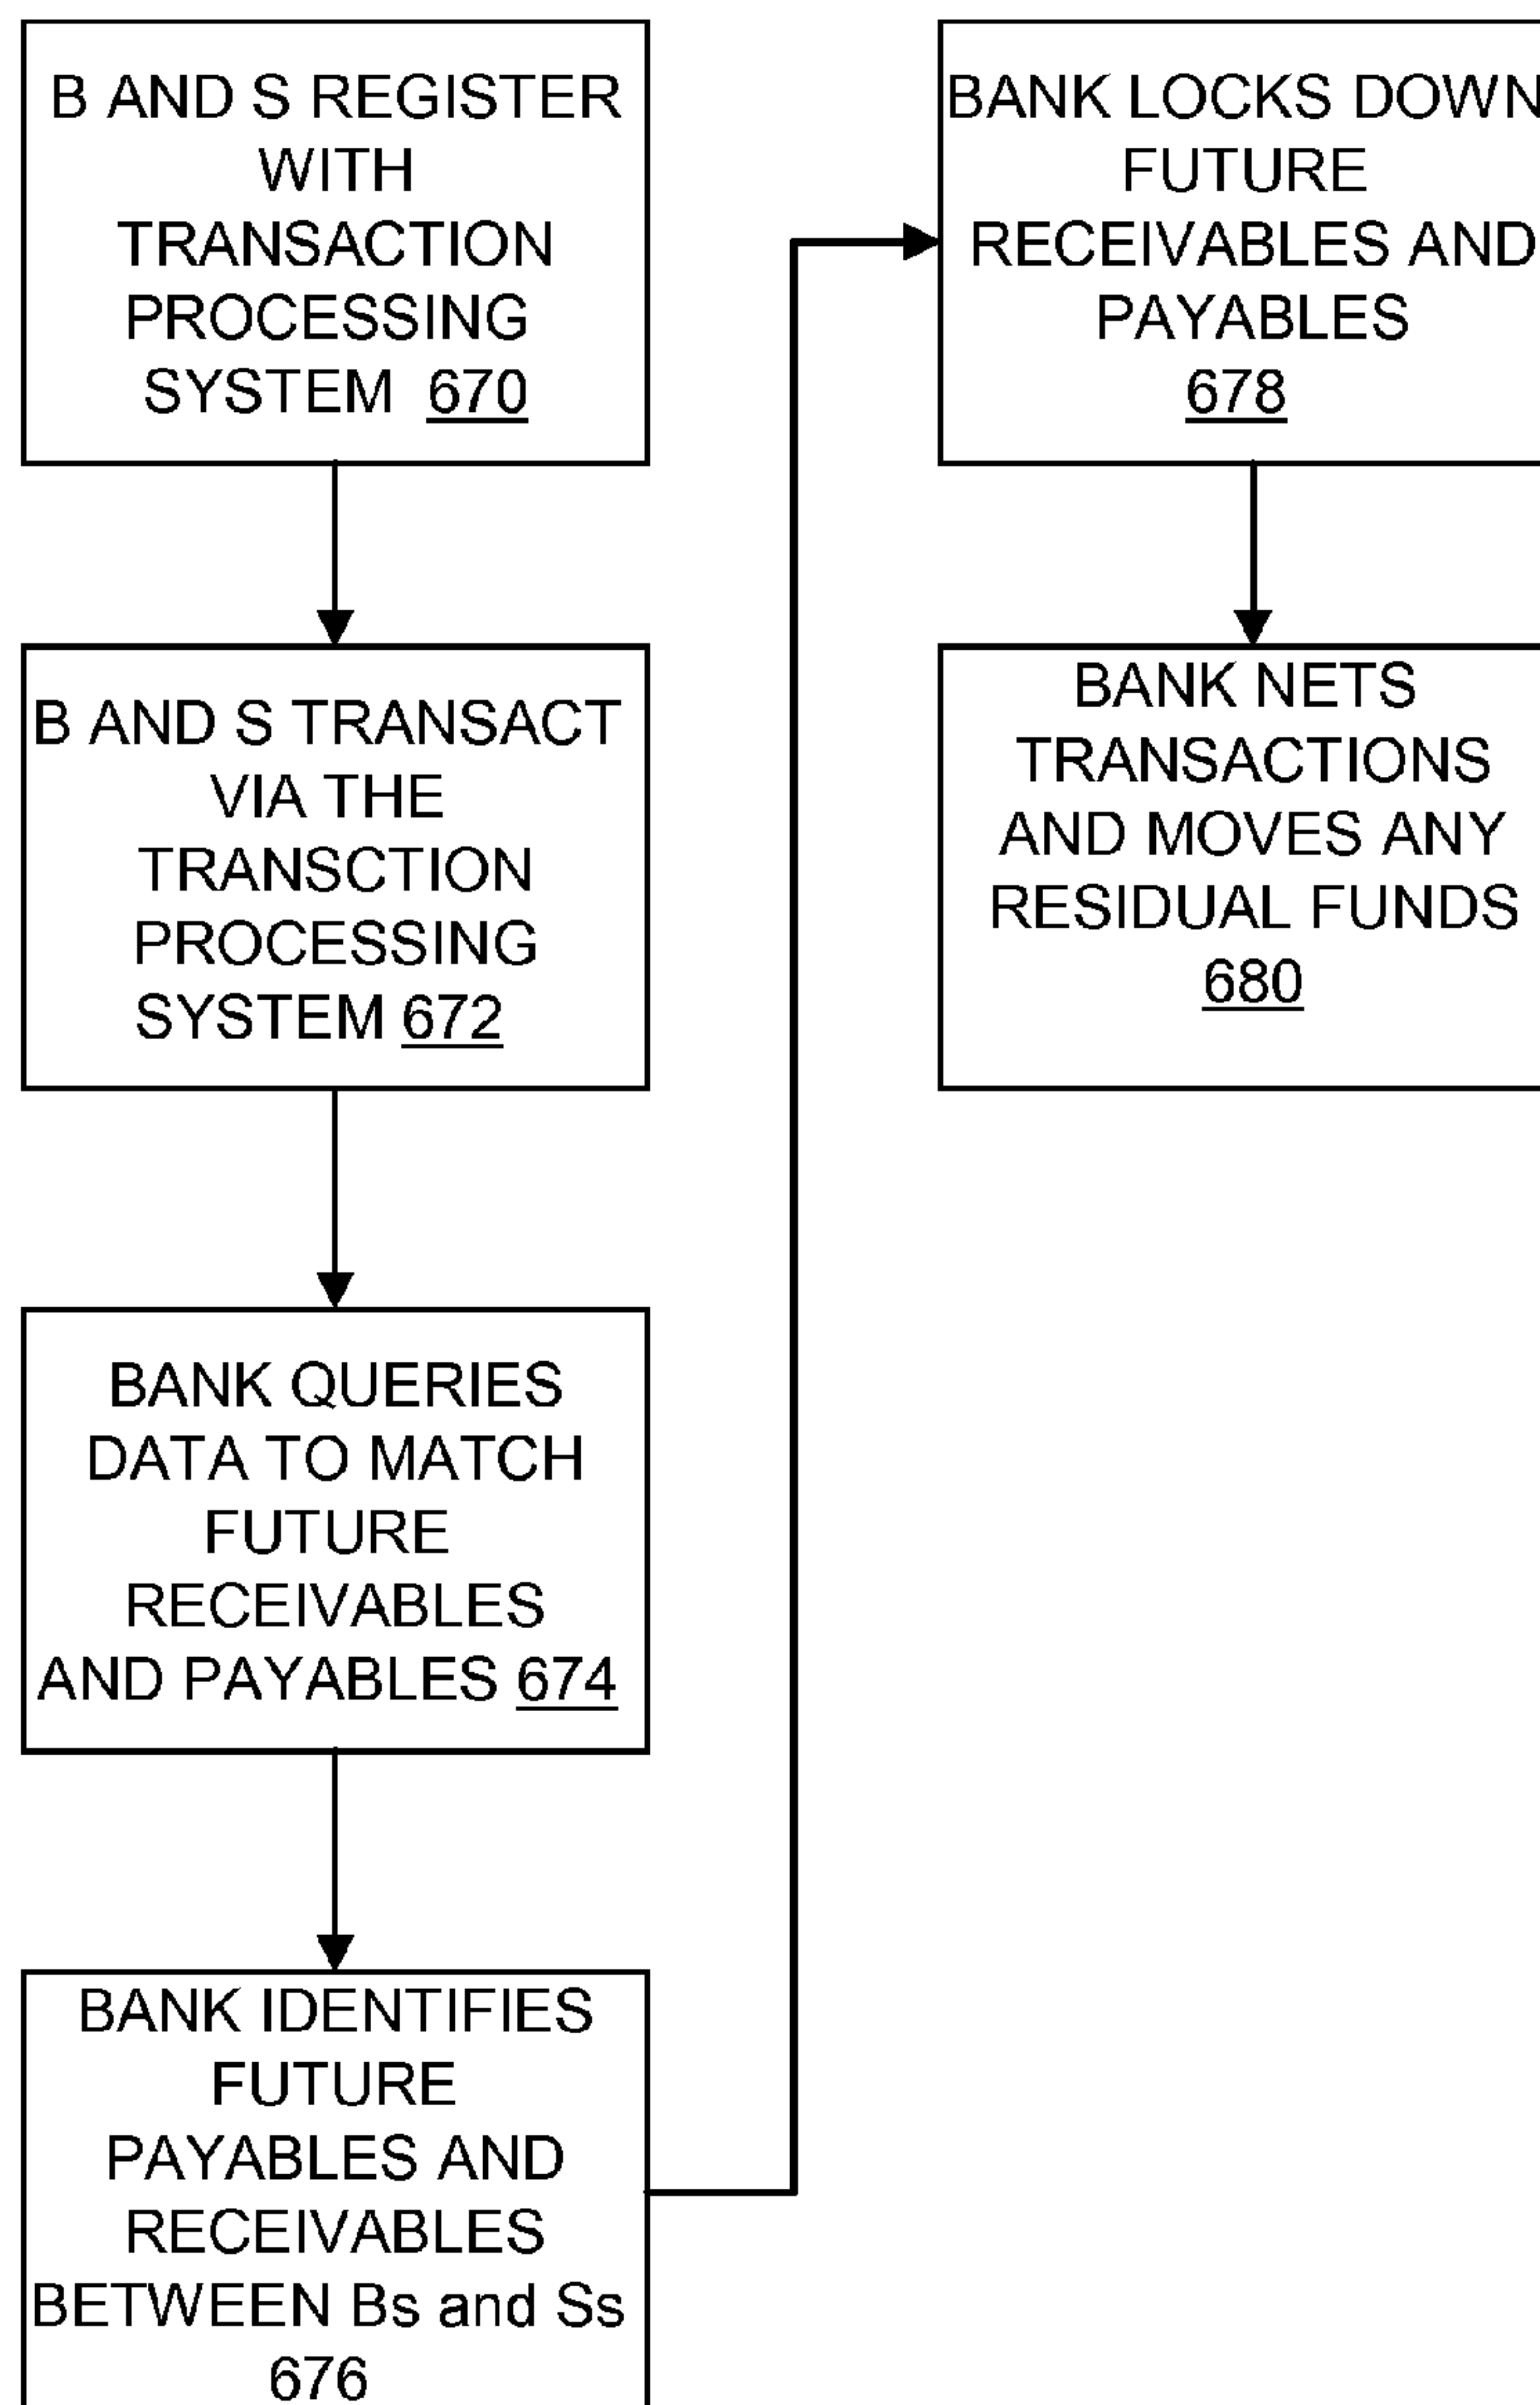 B AND S REGISTER
WITH
TRANSACTION
PROCESSING
SYSTEM 670
B AND S TRANSACT
VIA THE
TRANSCTION
PROCESSING
SYSTEM 672
BANK QUERIES
DATA TO MATCH
FUTURE
RECEIVABLES
AND PAYABLES 674
BANK IDENTIFIES
FUTURE
PAYABLES AND
RECEIVABLES
BETWEEN Bs and Ss
676
BANK LOCKS DOWN
FUTURE
RECEIVABLES AND
PAYABLES
678
BANK NETS
TRANSACTIONS
AND MOVES ANY
RESIDUAL FUNDS
680